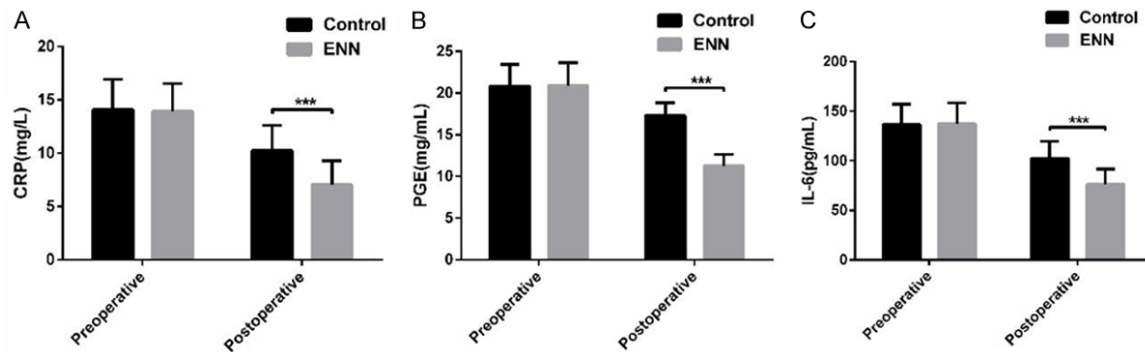 A
Control
ENN
CRP(mg/L)
20
15
10
5
0
***
Preoperative
Postoperative
B
Control
ENN
PGE(mg/mL)
25
20
15
10
5
0
***
Preoperative
Postoperative
C
Control
ENN
IL-6(pg/mL)
200
150
100
50
0
***
Preoperative
Postoperative